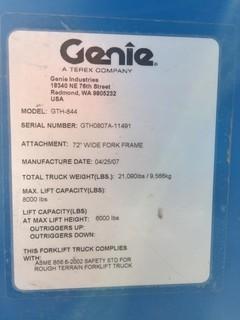 Genie
A TEREX COMPANY
Genie Industries
18340 NE 76th Street
Redmond, WA 9805232
USA
MODEL: GTH-844
SERIAL NUMBER: GTH0807A-11491
ATTACHMENT: 72" WIDE FORK FRAME
MANUFACTURE DATE: 04/25/07
TOTAL TRUCK WEIGHT(LBS.): 21,090lbs / 9,566kg
MAX. LIFT CAPACITY(LBS):
8000 lbs
LIFT CAPACITY(LBS)
AT MAX LIFT HEIGHT: 6000 lbs
OUTRIGGERS UP:
OUTRIGGERS DOWN:
THIS FORKLIFT TRUCK COMPLIES
WITH:
ASME B56.6-2002 SAFETY STD FOR
ROUGH TERRAIN FORKLIFT TRUCK